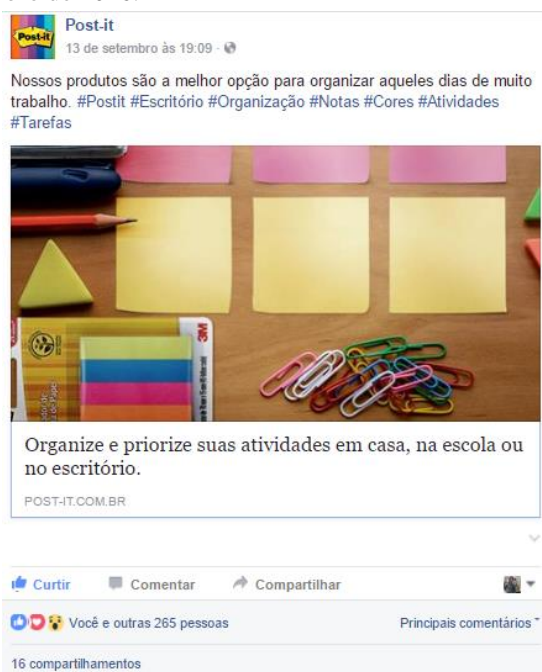 Post-it
Post-it
13 de setembro às 19:09 ·
Nossos produtos são a melhor opção para organizar aqueles dias de muito
trabalho. #Postit #Escritório #Organização #Notas #Cores #Atividades
#Tarefas
3M
Organize e priorize suas atividades em casa, na escola ou
no escritório.
POST-IT.COM.BR
Curtir Comentar Compartilhar
Você e outras 265 pessoas Principais comentários
16 compartilhamentos